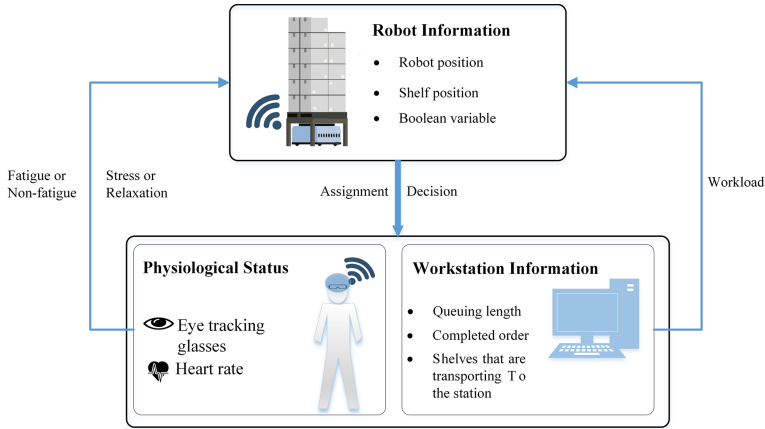 Robot Information
Robot position
Shelf position
Boolean variable
Fatigue or
Non-fatigue
Stress or
Relaxation
Assignment
Decision
Workload
Physiological Status
Eye tracking
glasses
Heart rate
Workstation Information
Queuing length
Completed order
Shelves that are
transporting To
the station